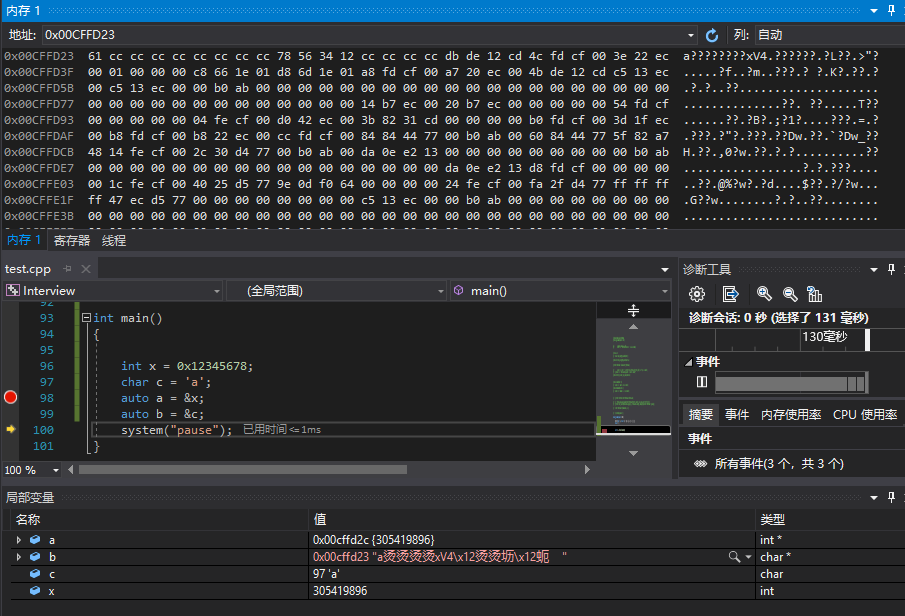 内存 1
地址: 0x00CFFD23 列: 自动
0x00CFFD23 61 cc cc cc cc cc cc cc cc 78 56 34 12 cc cc cc cc db de 12 cd 4c fd cf 00 3e 22 ec a????????xV4.??????.?L??.>"?
0x00CFFD3F 00 01 00 00 00 c8 66 1e 01 d8 6d 1e 01 a8 fd cf 00 a7 20 ec 00 4b de 12 cd c5 13 ec .....?f..?m..???.? ?.K?.??.?
0x00CFFD5B 00 c5 13 ec 00 00 b0 ab 00 00 00 00 00 00 00 00 00 00 00 00 00 00 00 00 00 00 00 00 .?.?..??....................
0x00CFFD77 00 00 00 00 00 00 00 00 00 00 00 00 00 14 b7 ec 00 20 b7 ec 00 00 00 00 00 54 fd cf ..............??. ??.....T??
0x00CFFD93 00 00 00 00 00 04 fe cf 00 d0 42 ec 00 3b 82 31 cd 00 00 00 00 b0 fd cf 00 3d 1f ec ......??.?B?.;?1?....???.=.?
0x00CFFDAF 00 b8 fd cf 00 b8 22 ec 00 cc fd cf 00 84 84 44 77 00 b0 ab 00 60 84 44 77 5f 82 a7 .???.?"?.???.??Dw.??.`?Dw_??
0x00CFFDCB 48 14 fe cf 00 2c 30 d4 77 00 b0 ab 00 da 0e e2 13 00 00 00 00 00 00 00 00 00 b0 ab H.??.,0?w.??.?.?..........??
0x00CFFDE7 00 00 00 00 00 00 00 00 00 00 00 00 00 00 00 00 00 da 0e e2 13 d8 fd cf 00 00 00 00 .................?.?.???....
0x00CFFE03 00 1c fe cf 00 40 25 d5 77 9e 0d f0 64 00 00 00 00 24 fe cf 00 fa 2f d4 77 ff ff ff ..??.@%?w?.?d....$??.?/?w...
0x00CFFE1F ff 47 ec d5 77 00 00 00 00 00 00 00 00 c5 13 ec 00 00 b0 ab 00 00 00 00 00 00 00 00 .G??w........?.?..??........
0x00CFFE3B 00 00 00 00 00 00 00 00 00 00 00 00 00 00 00 00 00 00 00 00 00 00 00 00 00 00 00 00 ............................
内存 1 寄存器 线程
test.cpp
Interview (全局范围) main()
92
93 int main()
94 {
95
96 int x = 0x12345678;
97 char c = 'a';
98 auto a = &x;
99 auto b = &c;
100 system("pause"); 已用时间<=1ms
101 }
100 %
诊断工具
诊断会话: 0 秒 (选择了 131 毫秒)
130毫秒
事件
摘要 事件 内存使用率 CPU 使用率
事件
所有事件(3 个，共 3 个)
局部变量
名称 值 类型
a 0x00cffd2c {305419896} int *
b 0x00cffd23 "a烫烫烫烫xV4\x12烫烫坜\x12蚅 " char *
c 97 'a' char
x 305419896 int